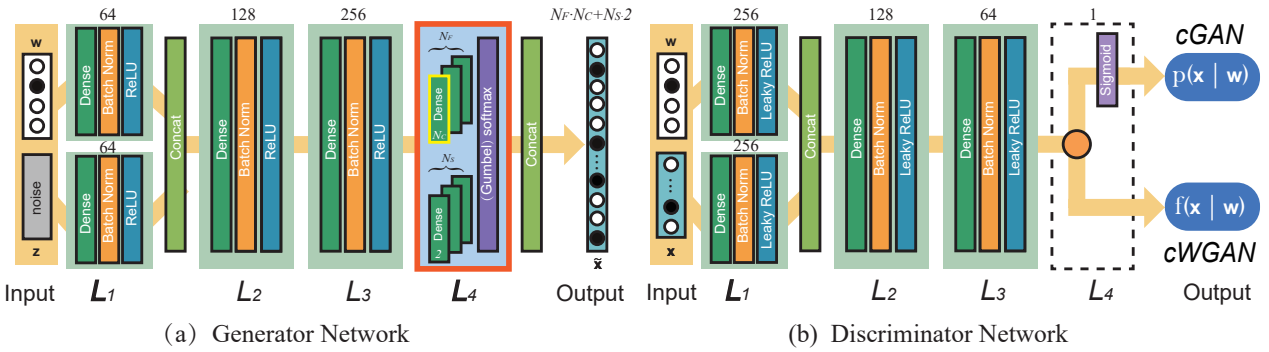 64
128
256
N_F·N_C+N_S·2
w
Dense
Batch Norm
ReLU
noise
z
64
Dense
Batch Norm
ReLU
Concat
Dense
Batch Norm
ReLU
Dense
Batch Norm
ReLU
N_F
Dense
N_C
N_S
Dense
2
(Gumbel) softmax
Concat
x̃
Input
L1
L2
L3
L4
Output
(a) Generator Network
256
128
64
1
w
Dense
Batch Norm
Leaky ReLU
x
256
Dense
Batch Norm
Leaky ReLU
Concat
Dense
Batch Norm
Leaky ReLU
Dense
Batch Norm
Leaky ReLU
Sigmoid
cGAN
p(x | w)
f(x | w)
cWGAN
Input
L1
L2
L3
L4
Output
(b) Discriminator Network